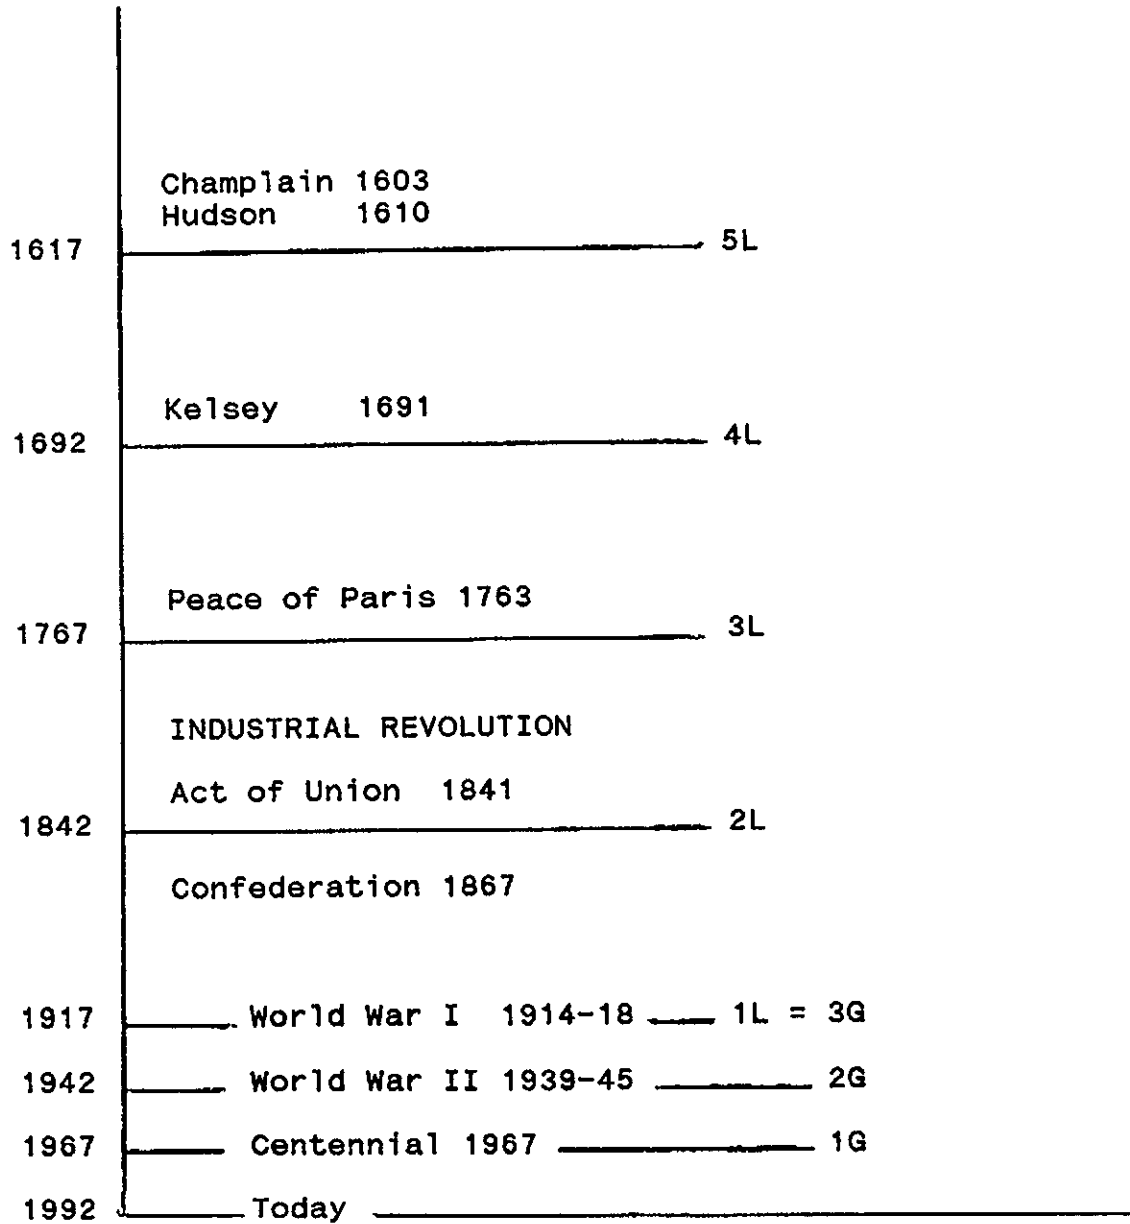 Champlain 1603
Hudson 1610
1617 5L
Kelsey 1691
1692 4L
Peace of Paris 1763
1767 3L
INDUSTRIAL REVOLUTION
Act of Union 1841
1842 2L
Confederation 1867
1917 World War I 1914-18 1L = 3G
1942 World War II 1939-45 2G
1967 Centennial 1967 1G
1992 Today